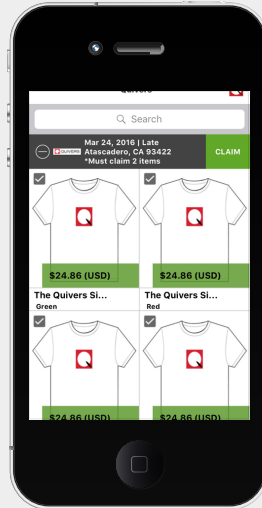 Quivers
Search
QUIVERS
Mar 24, 2016 | Late
Atascadero, CA 93422
*Must claim 2 items
CLAIM
$24.86 (USD)
$24.86 (USD)
The Quivers Si...
The Quivers Si...
Green
Red
$24.86 (USD)
$24.86 (USD)